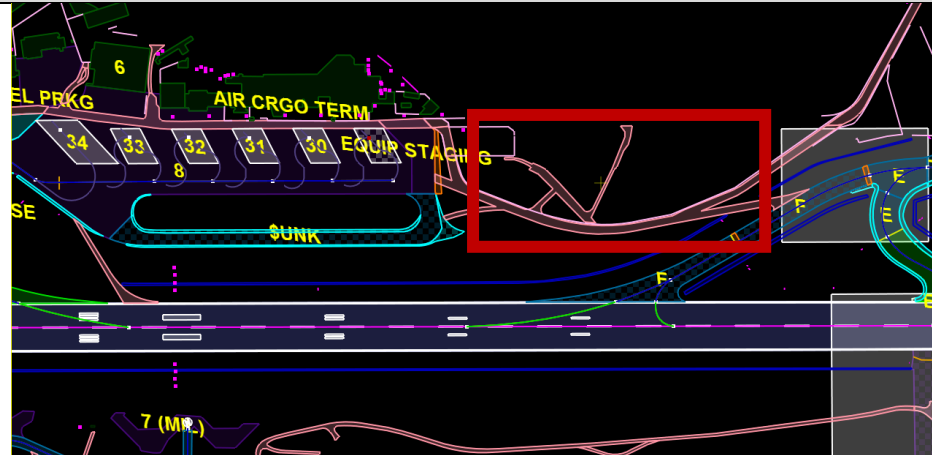 6
EL PRKG
AIR CRGO TERM
34
33
32
31
30
EQUIP STAGING
8
SE
$UNK
F
E
E
F
7 (MIL)